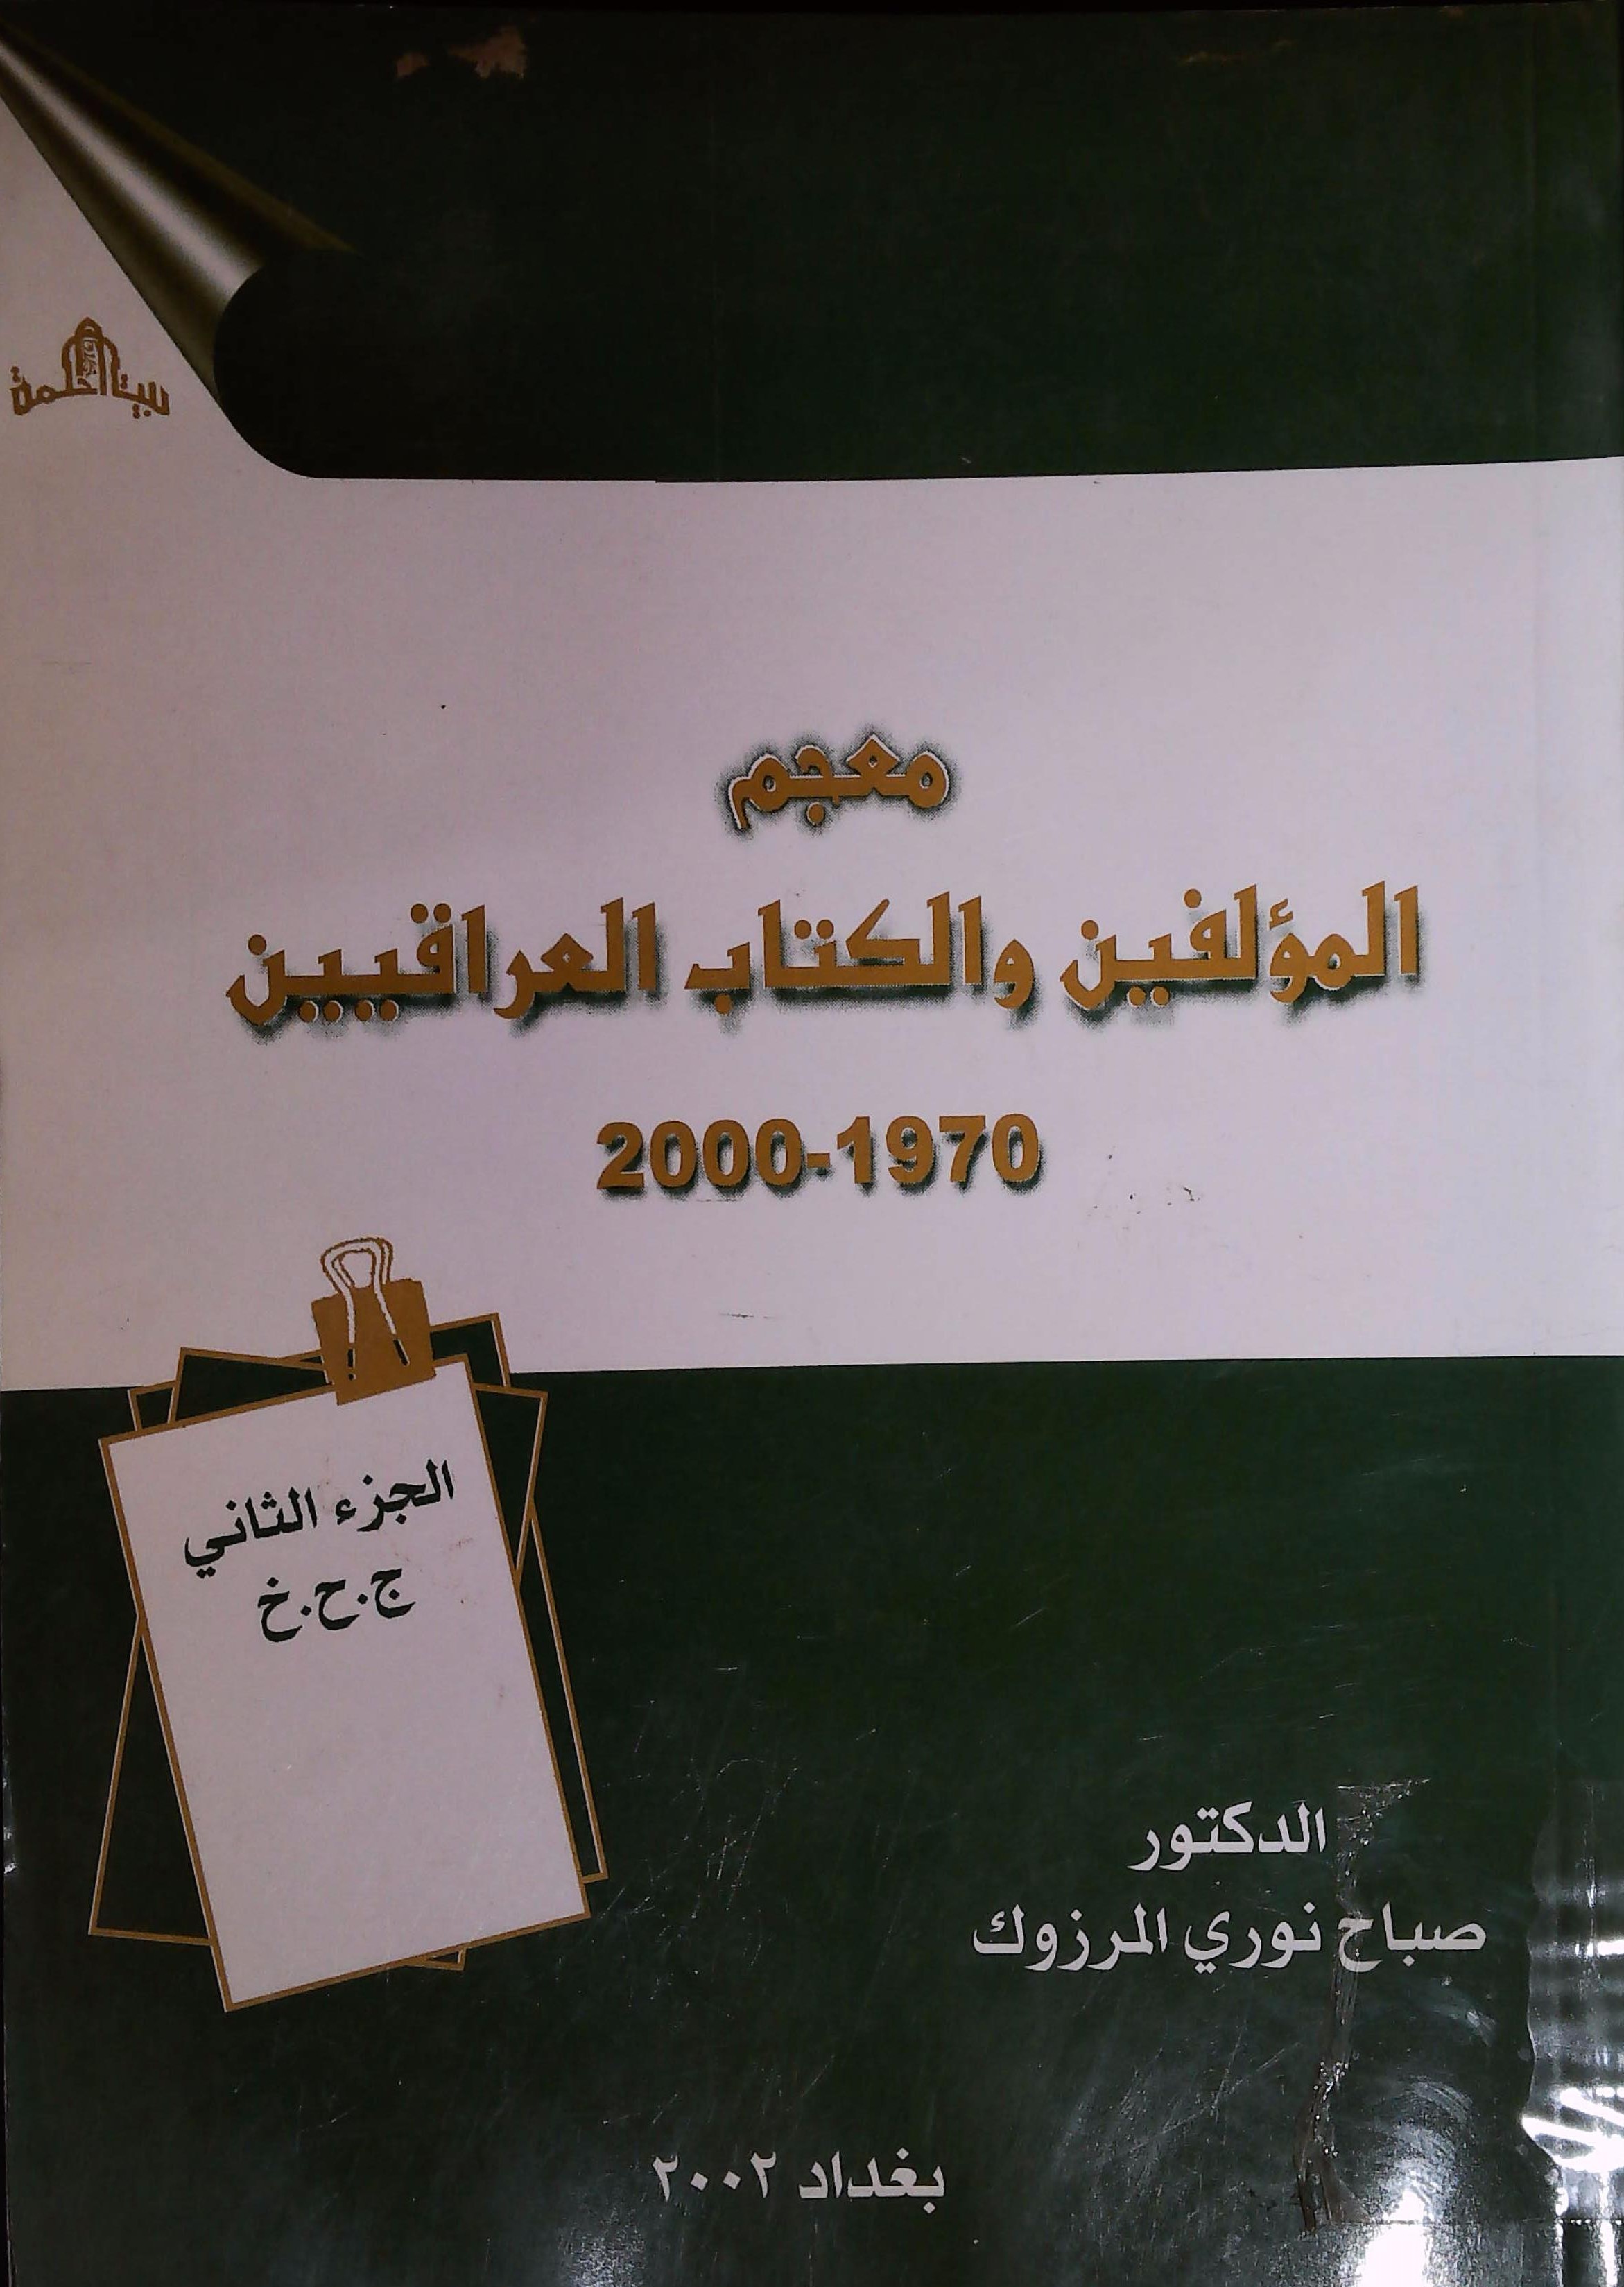 بيت الحكمة
معجم
المؤلفين والكتاب العراقيين
2000-1970
الجزء الثاني
ج.ح.خ
الدكتور
صباح نوري المرزوك
بغداد ٢٠٠٢